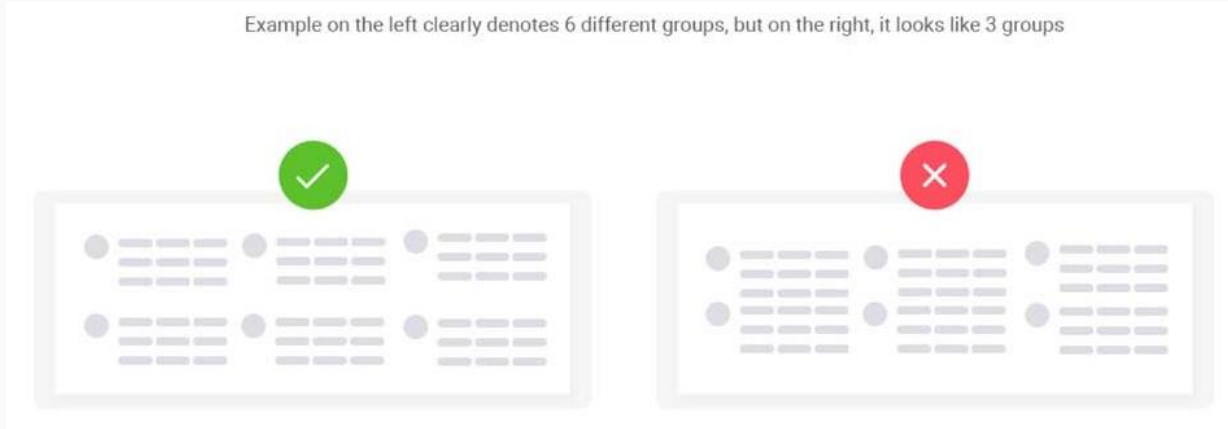 Example on the left clearly denotes 6 different groups, but on the right, it looks like 3 groups